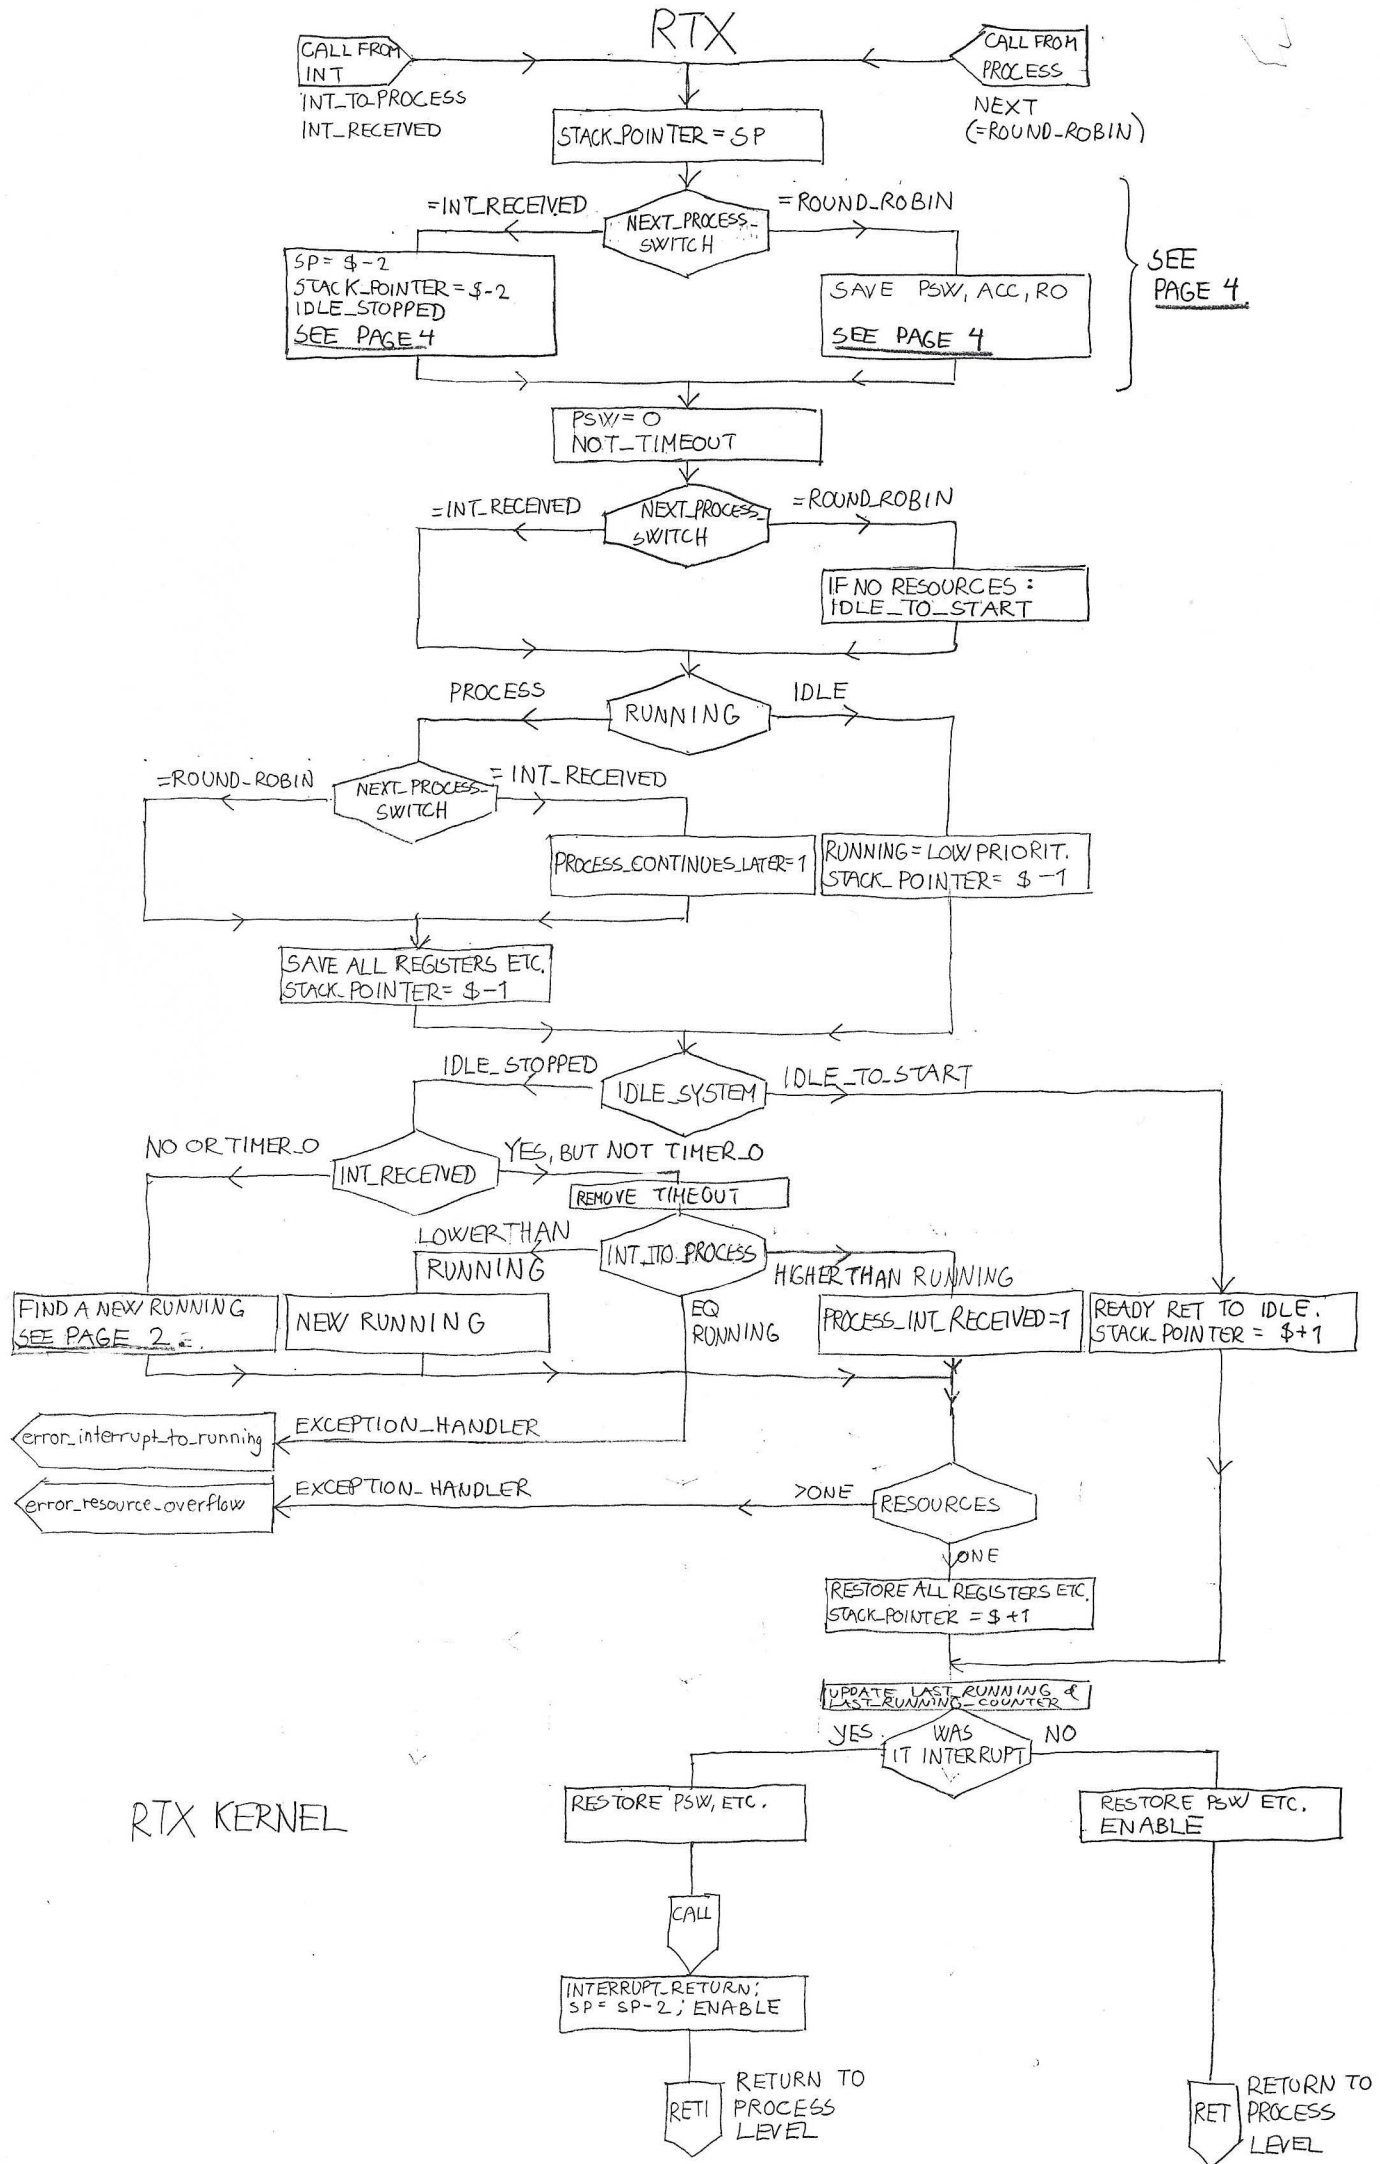 RTX
CALL FROM
INT
INT_TO_PROCESS
INT_RECEIVED
CALL FROM
PROCESS
NEXT
(=ROUND-ROBIN)
STACK_POINTER = SP
=INT_RECEIVED
NEXT_PROCESS_
SWITCH
=ROUND_ROBIN
SP = $-2
STACK_POINTER = $-2
IDLE_STOPPED
SEE PAGE 4
SAVE PSW, ACC, RO
SEE PAGE 4
SEE
PAGE 4
PSW = 0
NOT_TIMEOUT
=INT_RECEIVED
NEXT_PROCESS_
SWITCH
=ROUND_ROBIN
IF NO RESOURCES :
IDLE_TO_START
PROCESS
RUNNING
IDLE
=ROUND-ROBIN
NEXT_PROCESS_
SWITCH
= INT_RECEIVED
PROCESS_CONTINUES_LATER=1
RUNNING = LOW PRIORIT.
STACK_POINTER = $-1
SAVE ALL REGISTERS ETC.
STACK_POINTER = $-1
IDLE_STOPPED
IDLE_SYSTEM
IDLE_TO_START
NO OR TIMER_0
INT_RECEIVED
YES, BUT NOT TIMER_0
REMOVE TIMEOUT
LOWER THAN
RUNNING
INT_TO_PROCESS
HIGHER THAN RUNNING
EQ
RUNNING
FIND A NEW RUNNING
SEE PAGE 2
NEW RUNNING
PROCESS_INT_RECEIVED=1
READY RET TO IDLE.
STACK_POINTER = $+1
error_interrupt_to_running
EXCEPTION_HANDLER
error_resource_overflow
EXCEPTION_HANDLER
>ONE
RESOURCES
ONE
RESTORE ALL REGISTERS ETC.
STACK_POINTER = $+1
UPDATE LAST_RUNNING &
LAST_RUNNING_COUNTER
YES
WAS
IT INTERRUPT
NO
RTX KERNEL
RESTORE PSW, ETC.
RESTORE PSW ETC.
ENABLE
CALL
INTERRUPT_RETURN;
SP = SP-2; ENABLE
RETI
RETURN TO
PROCESS
LEVEL
RET
RETURN TO
PROCESS
LEVEL